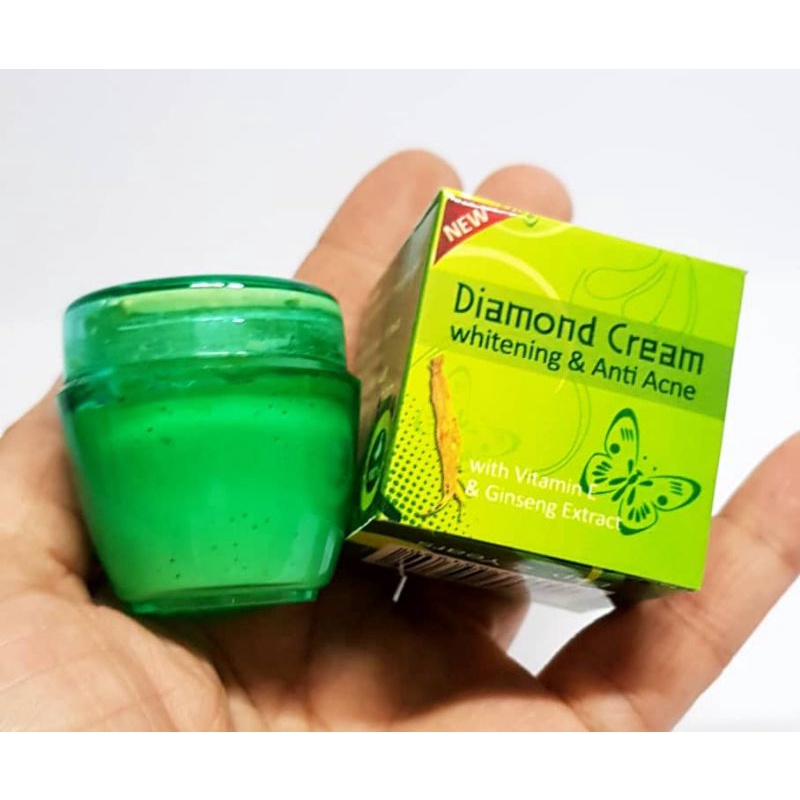 NEW
Diamond Cream
whitening & Anti Acne
with Vitamin E
& Ginseng Extract